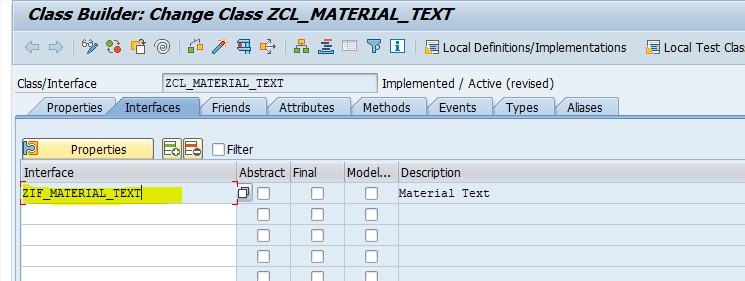 Class Builder: Change Class ZCL_MATERIAL_TEXT
Local Definitions/Implementations Local Test Clas
Class/Interface ZCL_MATERIAL_TEXT Implemented / Active (revised)
Properties Interfaces Friends Attributes Methods Events Types Aliases
Properties Filter
Interface Abstract Final Model... Description
ZIF_MATERIAL_TEXT Material Text